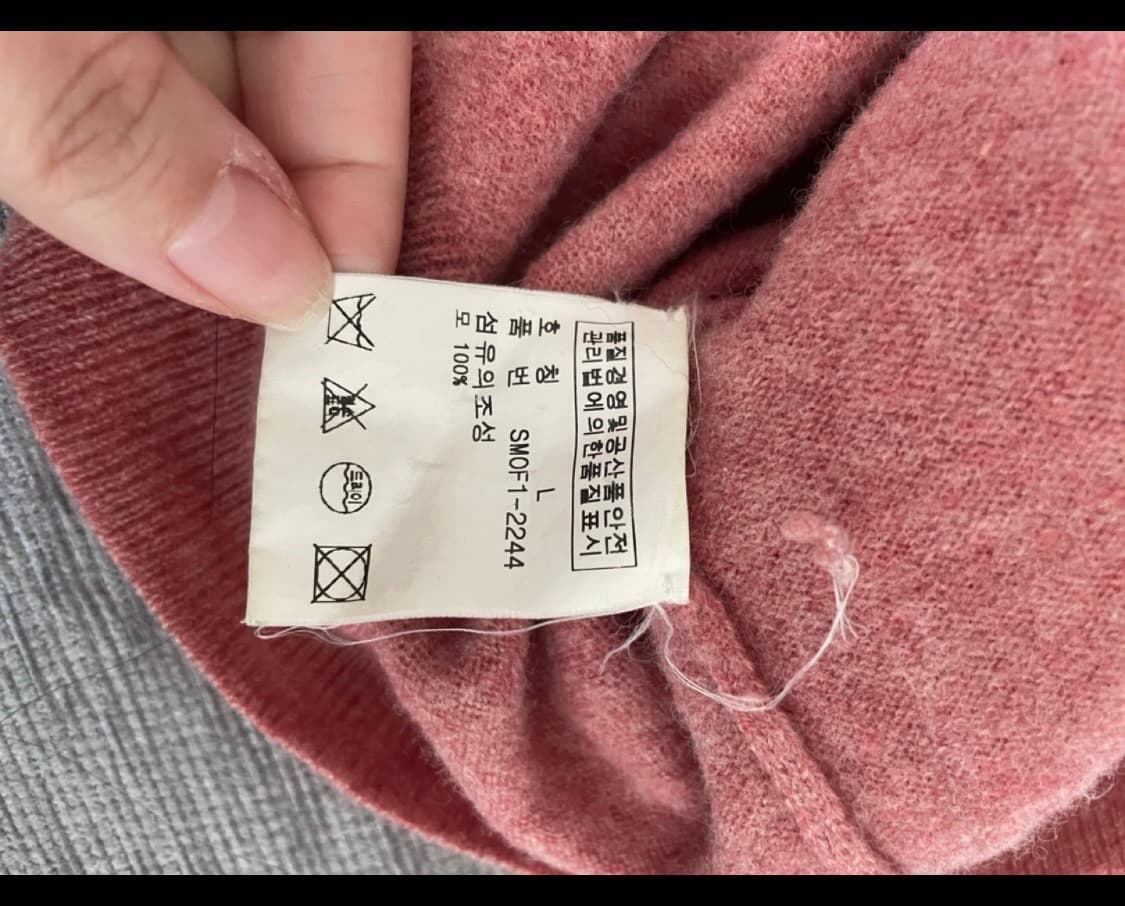 품질경영및공산품안전
관리법에의한품질표시
호 칭 L
품 번 SMOF1-2244
섬유의조성
모 100%
드라이